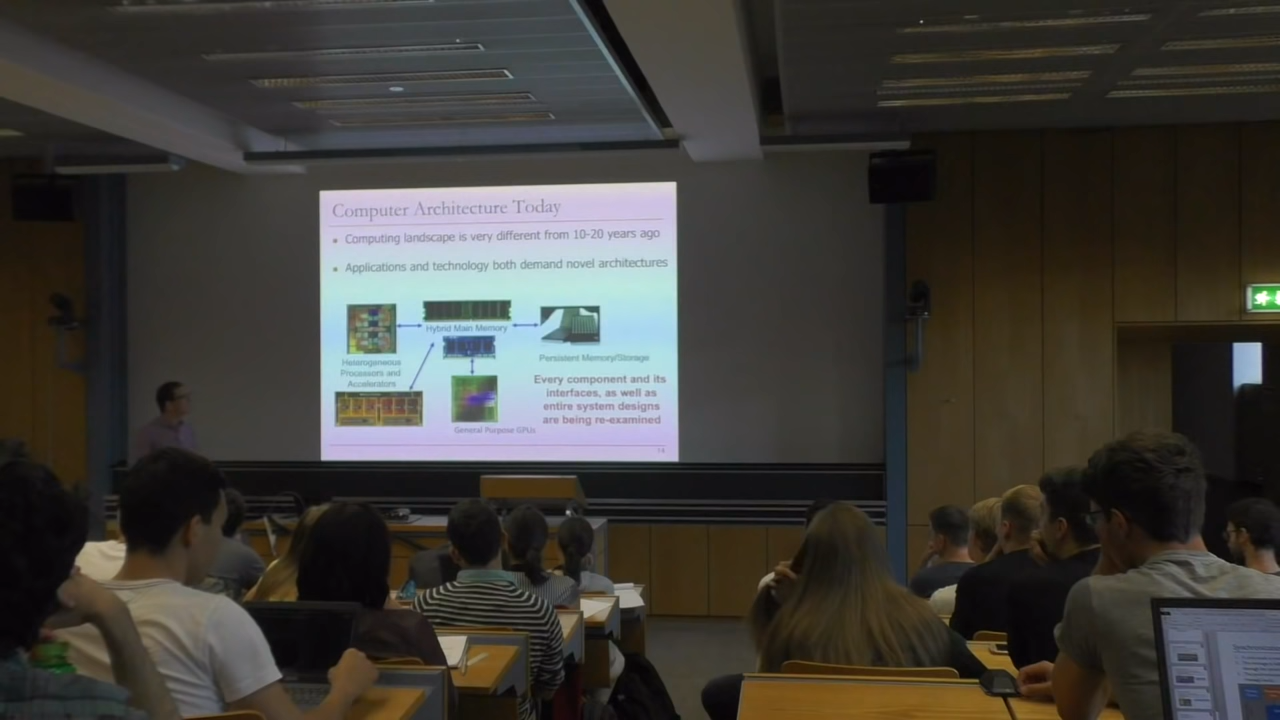 Computer Architecture Today
Computing landscape is very different from 10-20 years ago
Applications and technology both demand novel architectures
Hybrid Main Memory
Heterogeneous
Processors and
Accelerators
Persistent Memory/Storage
General Purpose GPUs
Every component and its
interfaces, as well as
entire system designs
are being re-examined